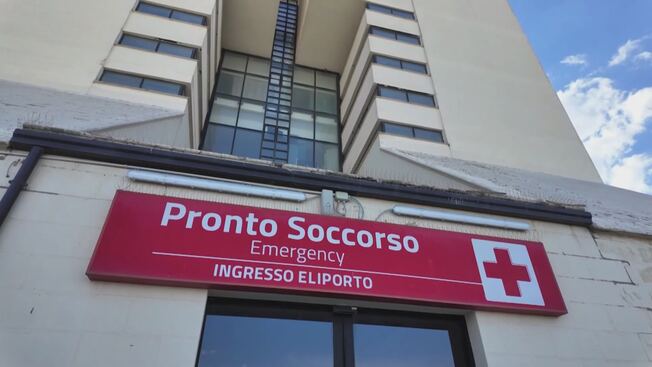 Pronto Soccorso
Emergency
INGRESSO ELIPORTO